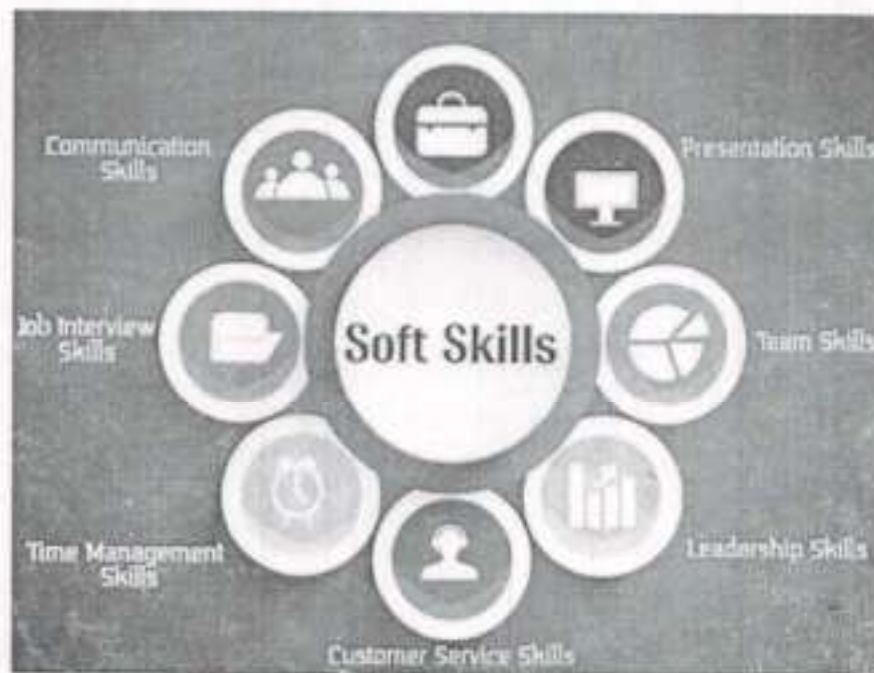 Communication
Skills
Presentation Skills
Job Interview
Skills
Soft Skills
Team Skills
Time Management
Skills
Leadership Skills
Customer Service Skills